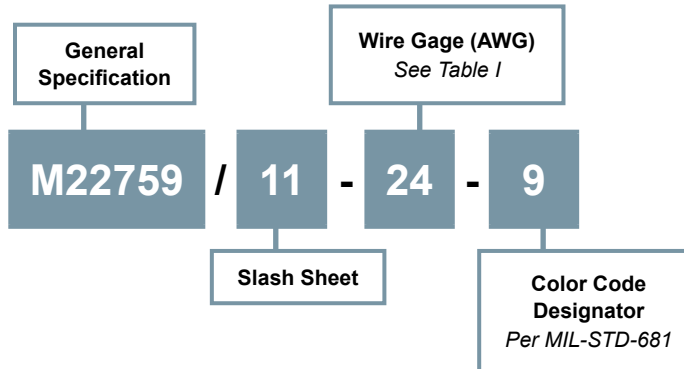 General
Specification
Wire Gage (AWG)
See Table I
M22759 / 11 - 24 - 9
Slash Sheet
Color Code
Designator
Per MIL-STD-681